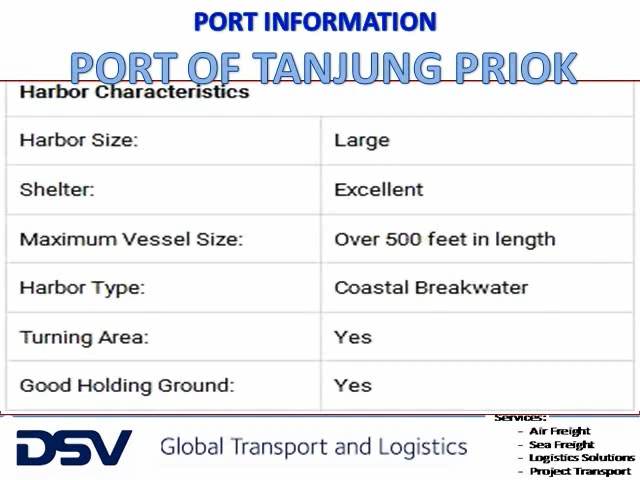 PORT INFORMATION
PORT OF TANJUNG PRIOK
Harbor Characteristics
Harbor Size: Large
Shelter: Excellent
Maximum Vessel Size: Over 500 feet in length
Harbor Type: Coastal Breakwater
Turning Area: Yes
Good Holding Ground: Yes
Services:
- Air Freight
- Sea Freight
- Logistics Solutions
- Project Transport
DSV Global Transport and Logistics